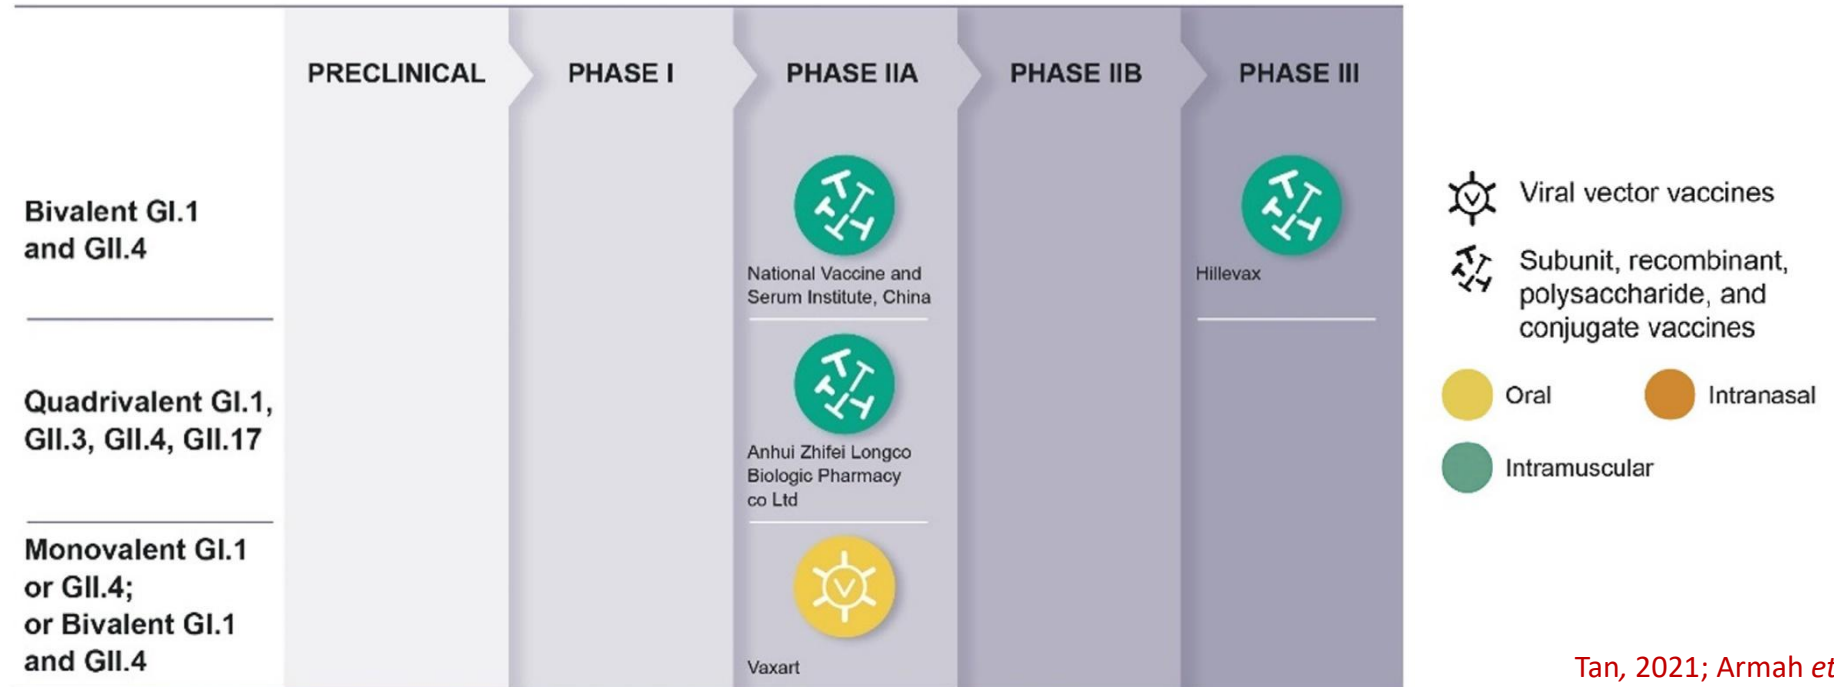 PRECLINICAL
PHASE I
PHASE IIA
PHASE IIB
PHASE III
Bivalent GI.1
and GII.4
National Vaccine and
Serum Institute, China
Hillevax
Quadrivalent GI.1,
GII.3, GII.4, GII.17
Anhui Zhifei Longco
Biologic Pharmacy
co Ltd
Monovalent GI.1
or GII.4;
or Bivalent GI.1
and GII.4
Vaxart
Viral vector vaccines
Subunit, recombinant,
polysaccharide, and
conjugate vaccines
Oral
Intranasal
Intramuscular
Tan, 2021; Armah et